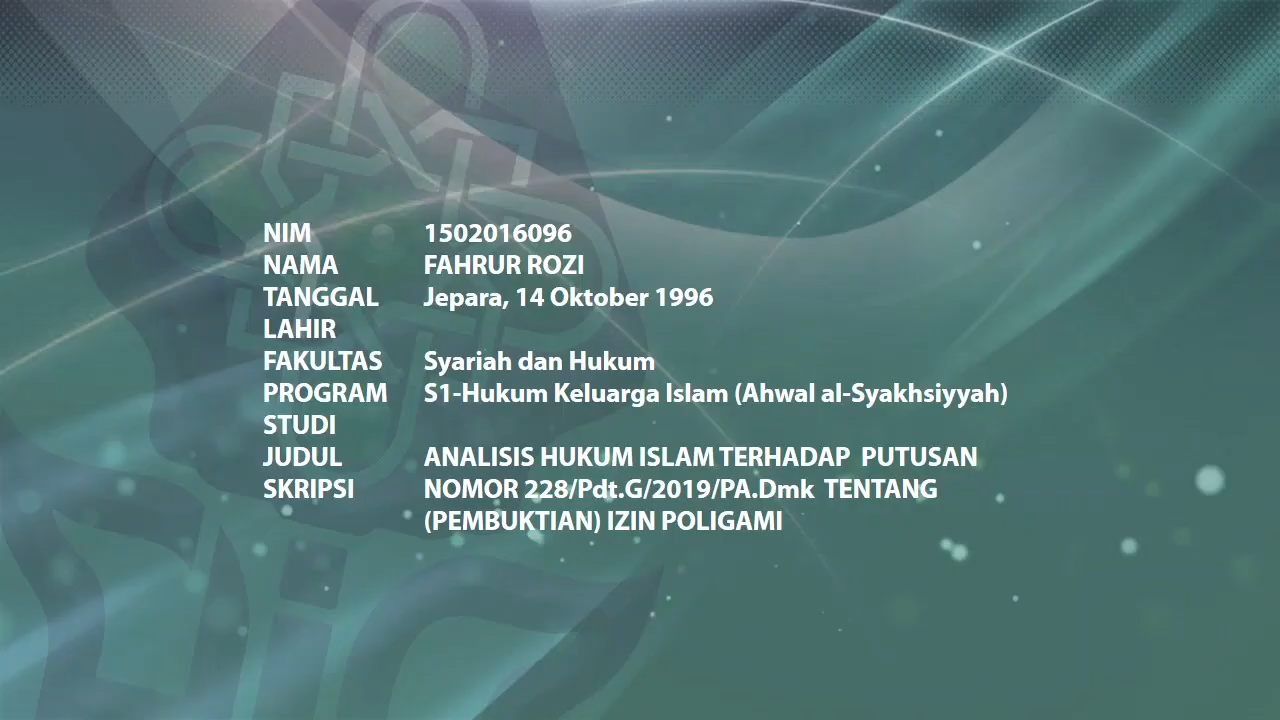 NIM 1502016096
NAMA FAHRUR ROZI
TANGGAL LAHIR Jepara, 14 Oktober 1996
FAKULTAS Syariah dan Hukum
PROGRAM STUDI S1-Hukum Keluarga Islam (Ahwal al-Syakhsiyyah)
JUDUL SKRIPSI ANALISIS HUKUM ISLAM TERHADAP PUTUSAN
NOMOR 228/Pdt.G/2019/PA.Dmk TENTANG
(PEMBUKTIAN) IZIN POLIGAMI